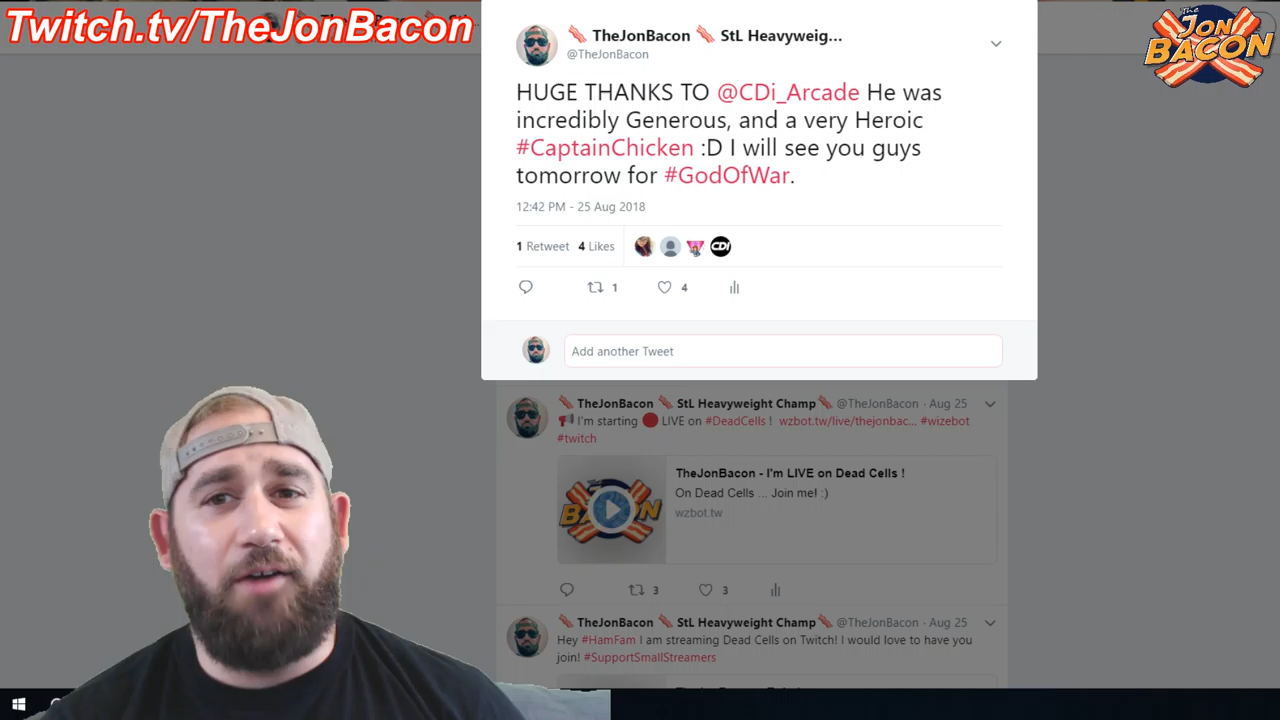 Twitch.tv/TheJonBacon
The
JON
BACON
TheJonBacon StL Heavyweig...
@TheJonBacon
HUGE THANKS TO @CDi_Arcade He was
incredibly Generous, and a very Heroic
#CaptainChicken :D I will see you guys
tomorrow for #GodOfWar.
12:42 PM - 25 Aug 2018
1 Retweet 4 Likes
CDI
1 4
Add another Tweet
TheJonBacon StL Heavyweight Champ @TheJonBacon · Aug 25
I'm starting LIVE on #DeadCells ! wzbot.tw/live/thejonbac... #wizebot
#twitch
TheJonBacon - I'm LIVE on Dead Cells !
On Dead Cells ... Join me! :)
wzbot.tw
3 3
TheJonBacon StL Heavyweight Champ @TheJonBacon · Aug 25
Hey #HamFam I am streaming Dead Cells on Twitch! I would love to have you
join! #SupportSmallStreamers